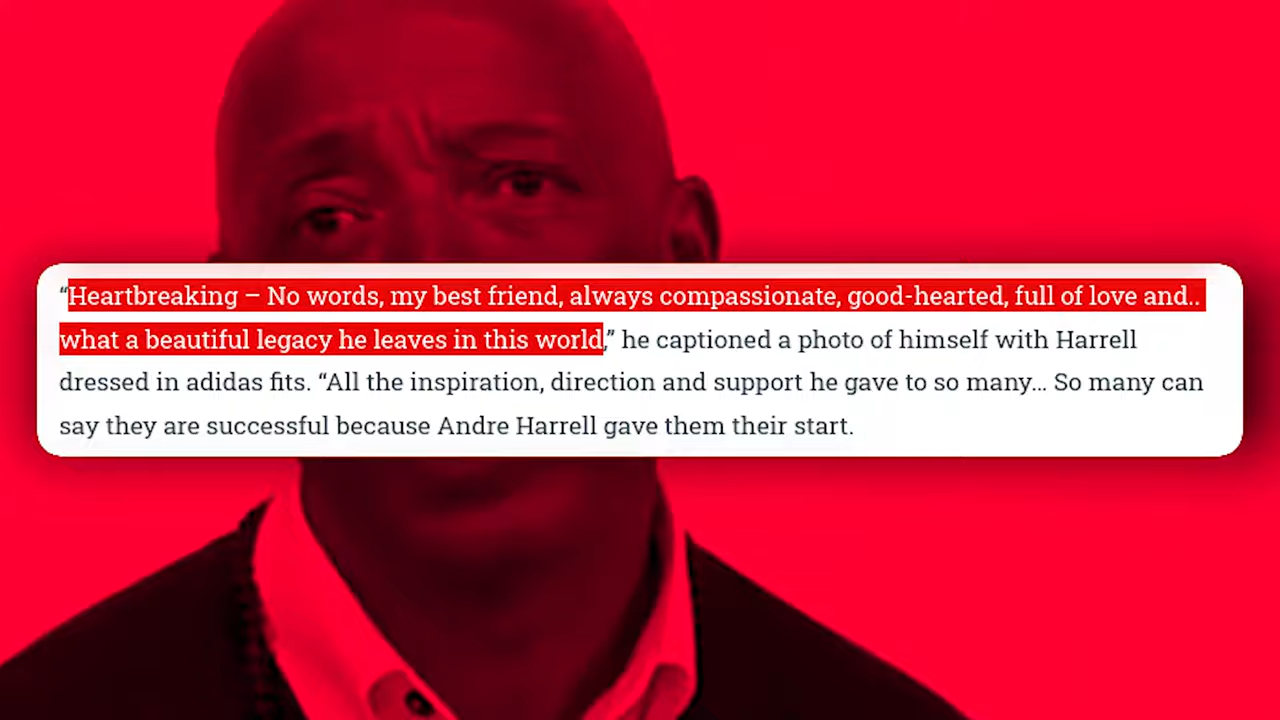 “Heartbreaking – No words, my best friend, always compassionate, good-hearted, full of love and..
what a beautiful legacy he leaves in this world,” he captioned a photo of himself with Harrell
dressed in adidas fits. “All the inspiration, direction and support he gave to so many... So many can
say they are successful because Andre Harrell gave them their start.